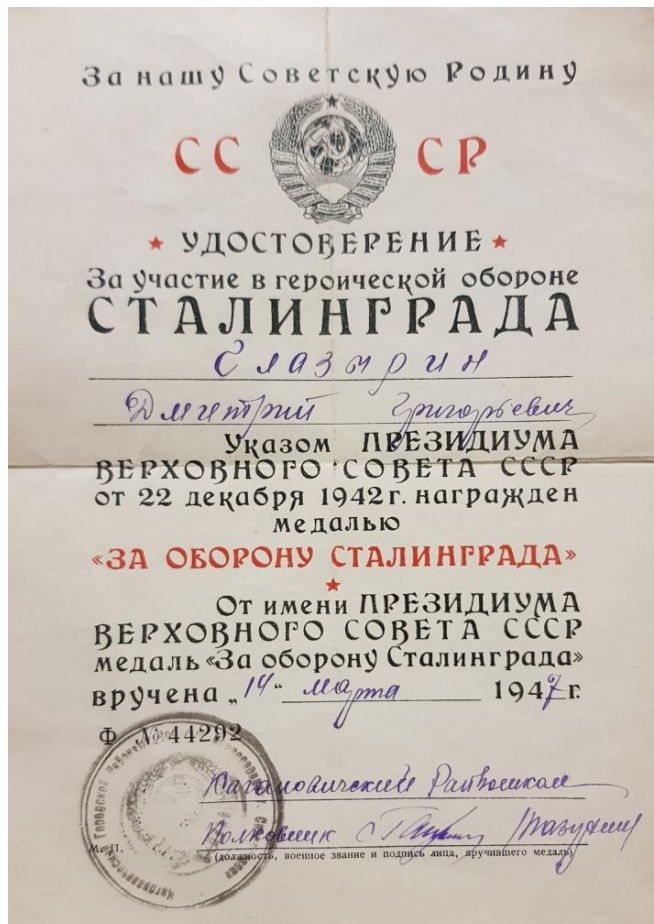 За нашу Советскую Родину
СС СР
УДОСТОВЕРЕНИЕ
За участие в героической обороне
СТАЛИНГРАДА
Слазырин
Дмитрий Григорьевич
Указом ПРЕЗИДИУМА
ВЕРХОВНОГО СОВЕТА СССР
от 22 декабря 1942 г. награжден
медалью
«ЗА ОБОРОНУ СТАЛИНГРАДА»
От имени ПРЕЗИДИУМА
ВЕРХОВНОГО СОВЕТА СССР
медаль «За оборону Сталинграда»
вручена „14“ марта 1947 г.
Ф № 44292
Кагановический Райвоенком
Полковник
М. П. (должность, военное звание и подпись лица, вручившего медаль)